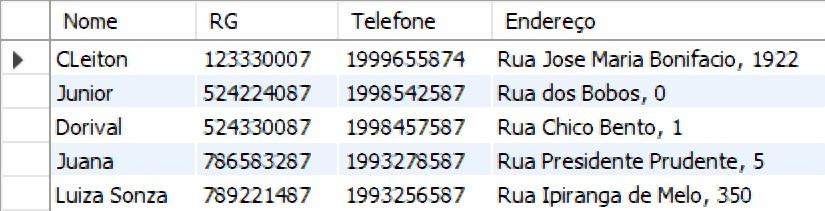 Nome RG Telefone Endereço
CLeiton 123330007 1999655874 Rua Jose Maria Bonifacio, 1922
Junior 524224087 1998542587 Rua dos Bobos, 0
Dorival 524330087 1998457587 Rua Chico Bento, 1
Juana 786583287 1993278587 Rua Presidente Prudente, 5
Luiza Sonza 789221487 1993256587 Rua Ipiranga de Melo, 350